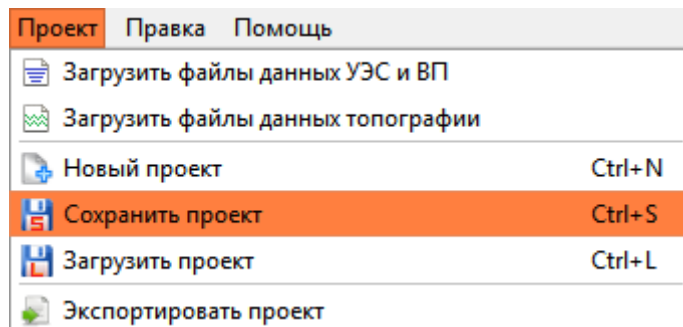 Проект Правка Помощь
Загрузить файлы данных УЭС и ВП
Загрузить файлы данных топографии
Новый проект Ctrl+N
Сохранить проект Ctrl+S
Загрузить проект Ctrl+L
Экспортировать проект